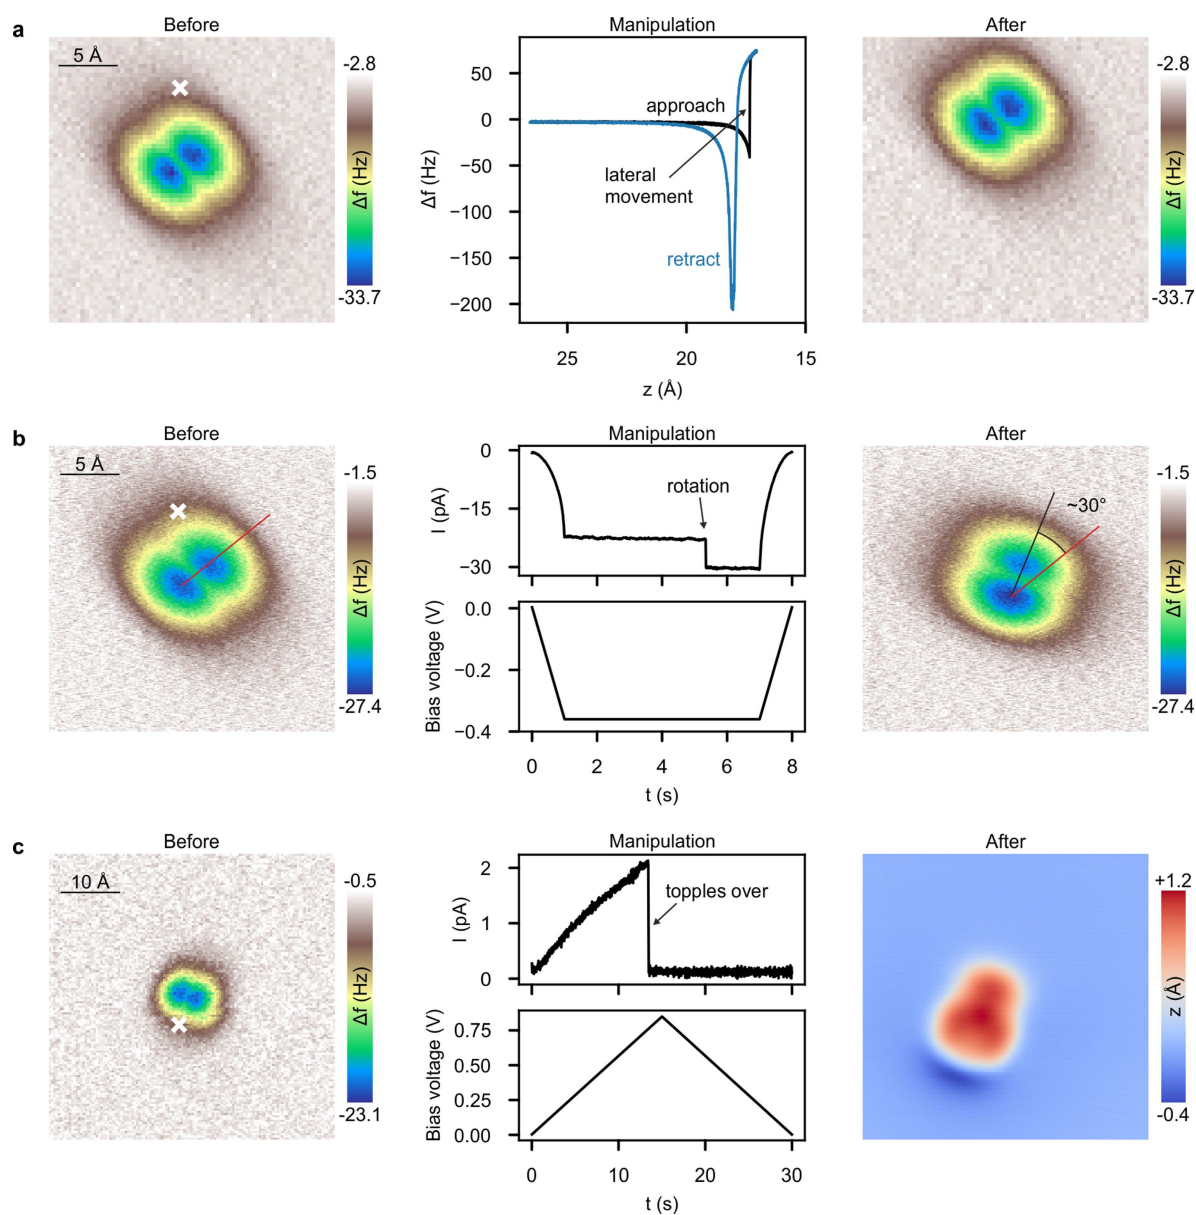 a
Before
Manipulation
After
5 Å
-2.8
Δf (Hz)
-33.7
50
0
−50
−100
−150
−200
Δf (Hz)
approach
lateral
movement
retract
25
20
15
z (Å)
-2.8
Δf (Hz)
-33.7
b
Before
Manipulation
After
5 Å
-1.5
Δf (Hz)
-27.4
0
−15
−30
I (pA)
rotation
0.0
−0.2
−0.4
Bias voltage (V)
0
2
4
6
8
t (s)
~30°
-1.5
Δf (Hz)
-27.4
c
Before
Manipulation
After
10 Å
-0.5
Δf (Hz)
-23.1
2
1
0
I (pA)
topples over
0.75
0.50
0.25
0.00
Bias voltage (V)
0
10
20
30
t (s)
+1.2
z (Å)
-0.4